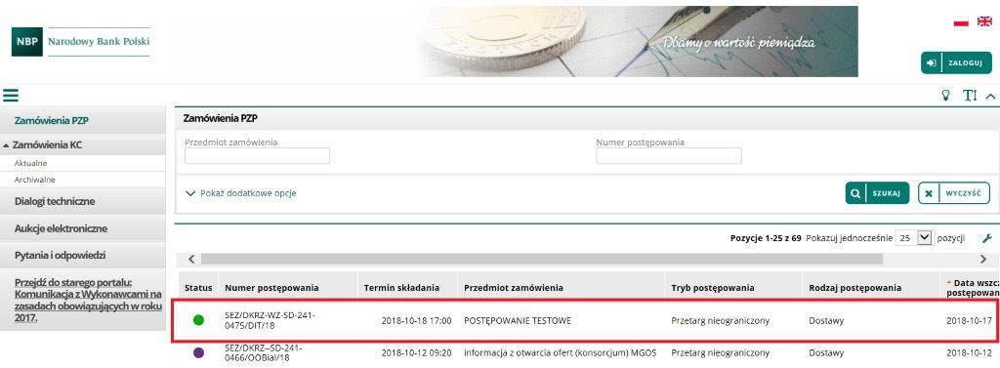 NBP Narodowy Bank Polski
Dbamy o wartość pieniądza
ZALOGUJ
Zamówienia PZP
Zamówienia KC
Aktualne
Archiwalne
Dialogi techniczne
Aukcje elektroniczne
Pytania i odpowiedzi
Przejdź do starego portalu:
Komunikacja z Wykonawcami na
zasadach obowiązujących w roku
2017.
Zamówienia PZP
Przedmiot zamówienia Numer postępowania
Pokaż dodatkowe opcje SZUKAJ WYCZYŚĆ
Pozycje 1-25 z 69 Pokazuj jednocześnie 25 pozycji
Status Numer postępowania Termin składania Przedmiot zamówienia Tryb postępowania Rodzaj postępowania Data wszcz
postępowan
SEZ/DKRZ-WZ-SD-241-
0475/DIT/18 2018-10-18 17:00 POSTĘPOWANIE TESTOWE Przetarg nieograniczony Dostawy 2018-10-17
SEZ/DKRZ--SD-241-
0466/OOBial/18 2018-10-12 09:20 informacja z otwarcia ofert (konsorcjum) MGOS Przetarg nieograniczony Dostawy 2018-10-12